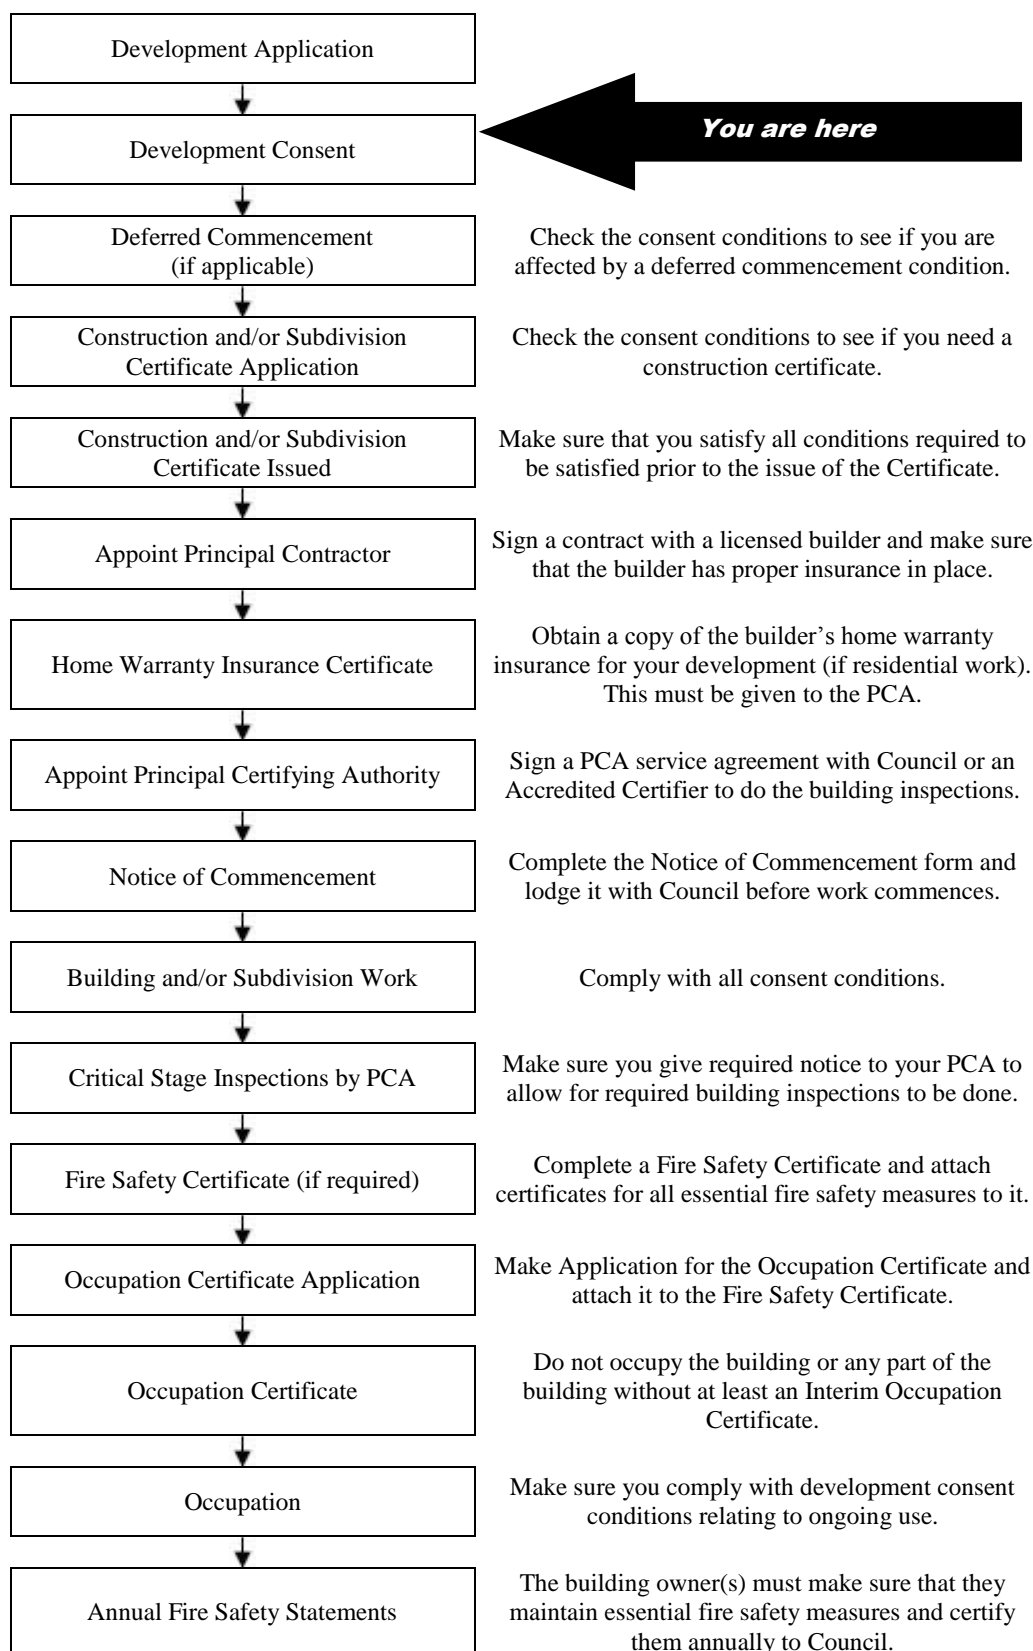 Development Application
Development Consent
You are here
Deferred Commencement
(if applicable)
Check the consent conditions to see if you are
affected by a deferred commencement condition.
Construction and/or Subdivision
Certificate Application
Check the consent conditions to see if you need a
construction certificate.
Construction and/or Subdivision
Certificate Issued
Make sure that you satisfy all conditions required to
be satisfied prior to the issue of the Certificate.
Appoint Principal Contractor
Sign a contract with a licensed builder and make sure
that the builder has proper insurance in place.
Home Warranty Insurance Certificate
Obtain a copy of the builder’s home warranty
insurance for your development (if residential work).
This must be given to the PCA.
Appoint Principal Certifying Authority
Sign a PCA service agreement with Council or an
Accredited Certifier to do the building inspections.
Notice of Commencement
Complete the Notice of Commencement form and
lodge it with Council before work commences.
Building and/or Subdivision Work
Comply with all consent conditions.
Critical Stage Inspections by PCA
Make sure you give required notice to your PCA to
allow for required building inspections to be done.
Fire Safety Certificate (if required)
Complete a Fire Safety Certificate and attach
certificates for all essential fire safety measures to it.
Occupation Certificate Application
Make Application for the Occupation Certificate and
attach it to the Fire Safety Certificate.
Occupation Certificate
Do not occupy the building or any part of the
building without at least an Interim Occupation
Certificate.
Occupation
Make sure you comply with development consent
conditions relating to ongoing use.
Annual Fire Safety Statements
The building owner(s) must make sure that they
maintain essential fire safety measures and certify
them annually to Council.